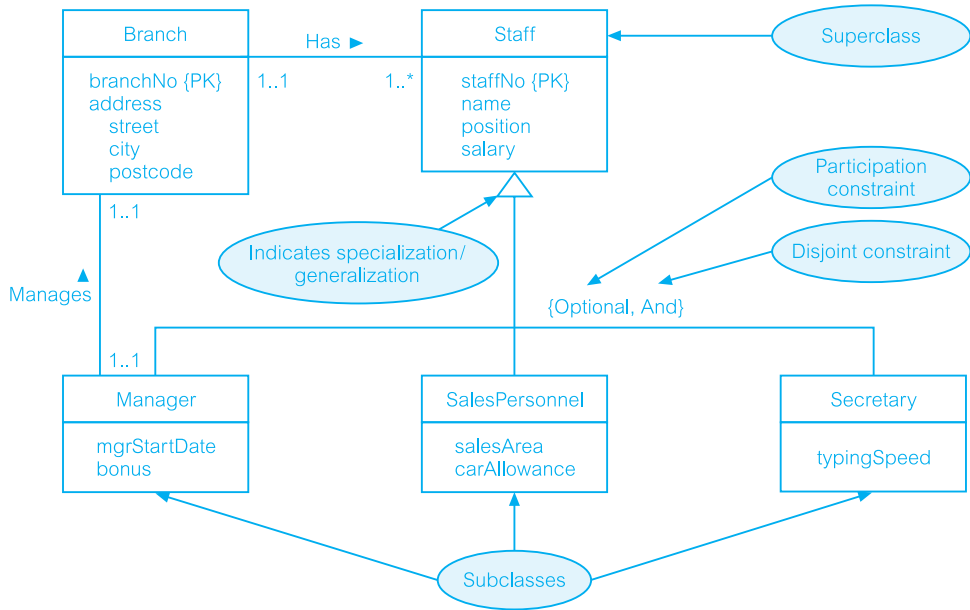 Branch
Has ►
Staff
Superclass
branchNo {PK}
address
street
city
postcode
1..1
1..*
staffNo {PK}
name
position
salary
Participation
constraint
1..1
Indicates specialization/
generalization
Disjoint constraint
▲
Manages
{Optional, And}
1..1
Manager
SalesPersonnel
Secretary
mgrStartDate
bonus
salesArea
carAllowance
typingSpeed
Subclasses